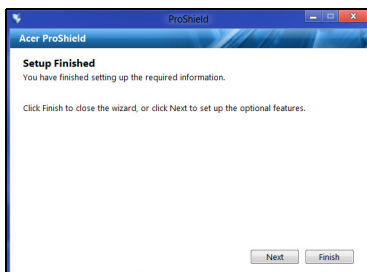 ProShield
Acer ProShield
Setup Finished
You have finished setting up the required information.
Click Finish to close the wizard, or click Next to set up the optional features.
Next
Finish